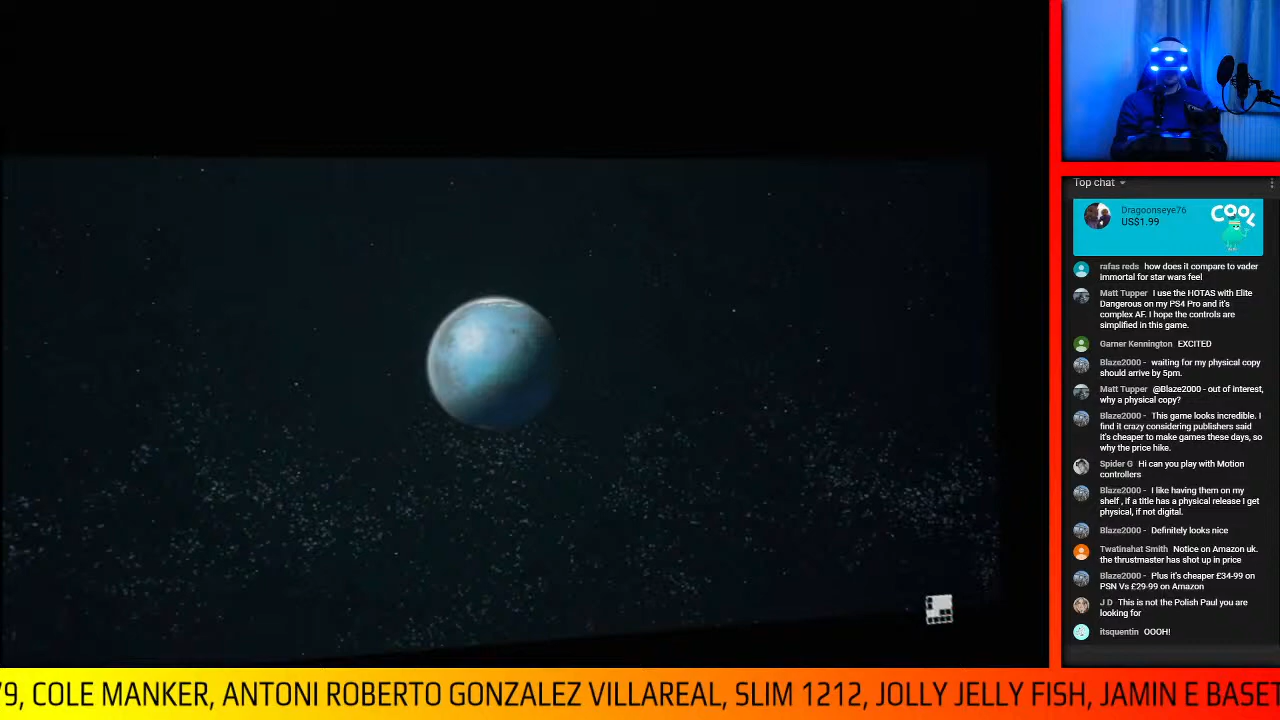 Top chat
Dragoonseye76
US$1.99
COOL
rafas reds how does it compare to vader
immortal for star wars feel
Matt Tupper I use the HOTAS with Elite
Dangerous on my PS4 Pro and it's
complex AF. I hope the controls are
simplified in this game.
Garner Kennington EXCITED
Blaze2000 - waiting for my physical copy
should arrive by 5pm.
Matt Tupper @Blaze2000 - out of interest,
why a physical copy?
Blaze2000 - This game looks incredible. I
find it crazy considering publishers said
it's cheaper to make games these days, so
why the price hike.
Spider G Hi can you play with Motion
controllers
Blaze2000 - I like having them on my
shelf , if a title has a physical release I get
physical, if not digital.
Blaze2000 - Definitely looks nice
Twatinahat Smith Notice on Amazon uk.
the thrustmaster has shot up in price
Blaze2000 - Plus it's cheaper £34-99 on
PSN Vs £29-99 on Amazon
J D This is not the Polish Paul you are
looking for
itsquentin OOOH!
9, COLE MANKER, ANTONI ROBERTO GONZALEZ VILLAREAL, SLIM 1212, JOLLY JELLY FISH, JAMIN E BASET